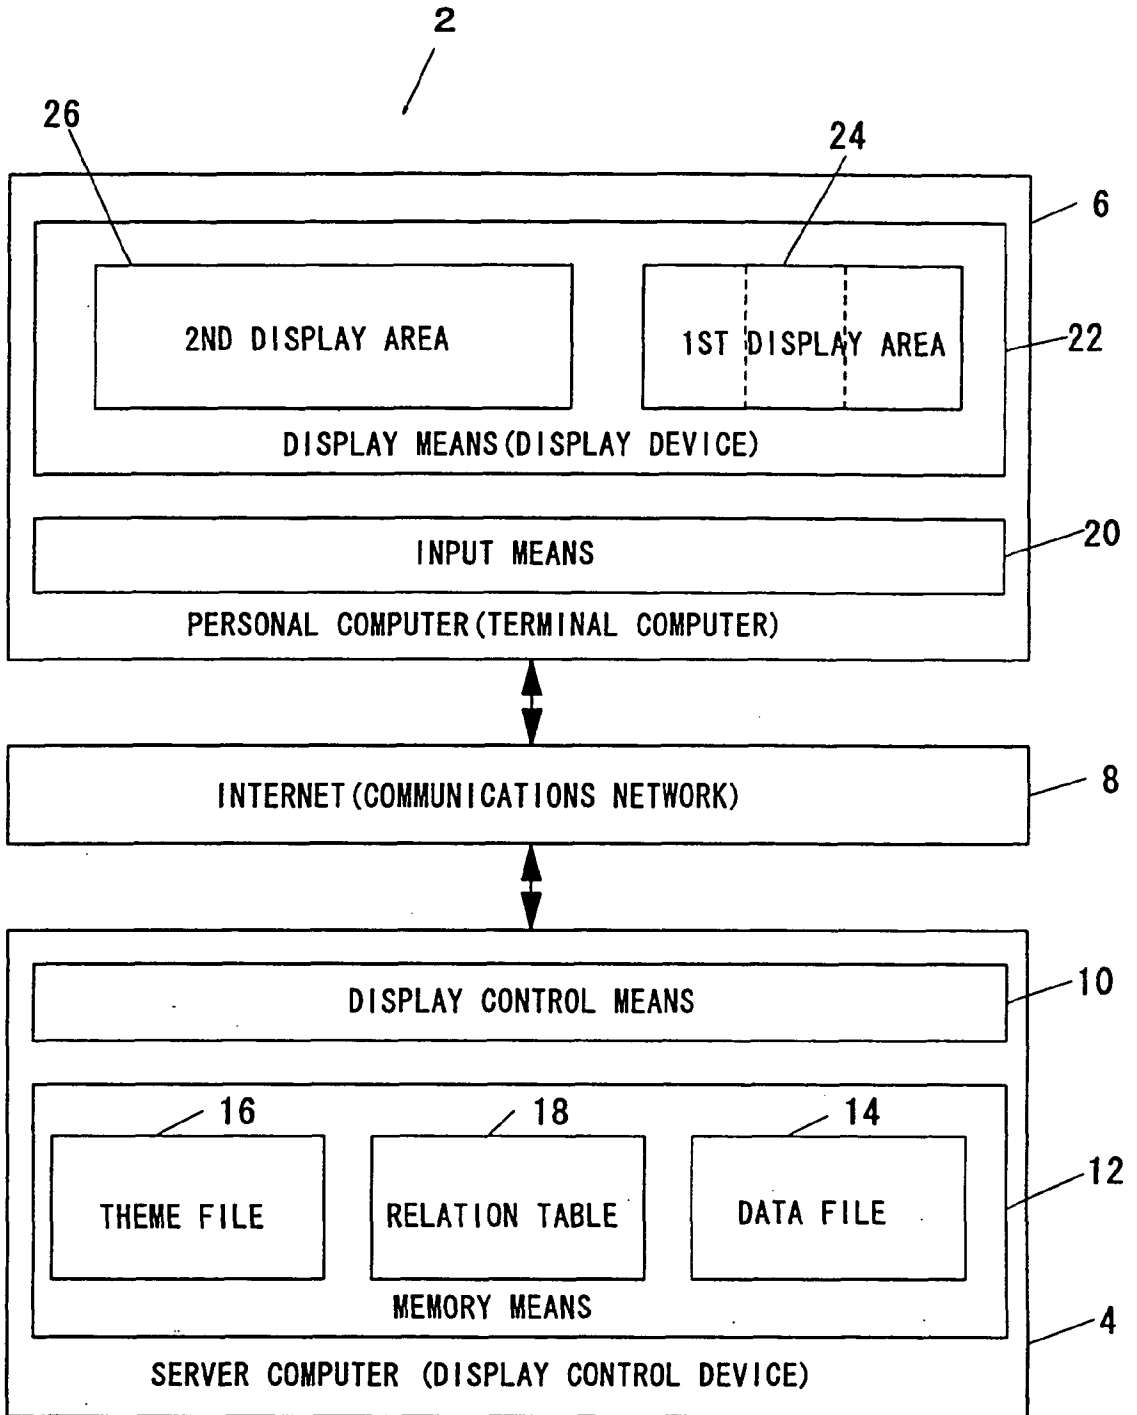 2
26
24
6
2ND DISPLAY AREA
1ST DISPLAY AREA
22
DISPLAY MEANS(DISPLAY DEVICE)
20
INPUT MEANS
PERSONAL COMPUTER(TERMINAL COMPUTER)
8
INTERNET(COMMUNICATIONS NETWORK)
10
DISPLAY CONTROL MEANS
16
18
14
12
THEME FILE
RELATION TABLE
DATA FILE
MEMORY MEANS
4
SERVER COMPUTER (DISPLAY CONTROL DEVICE)